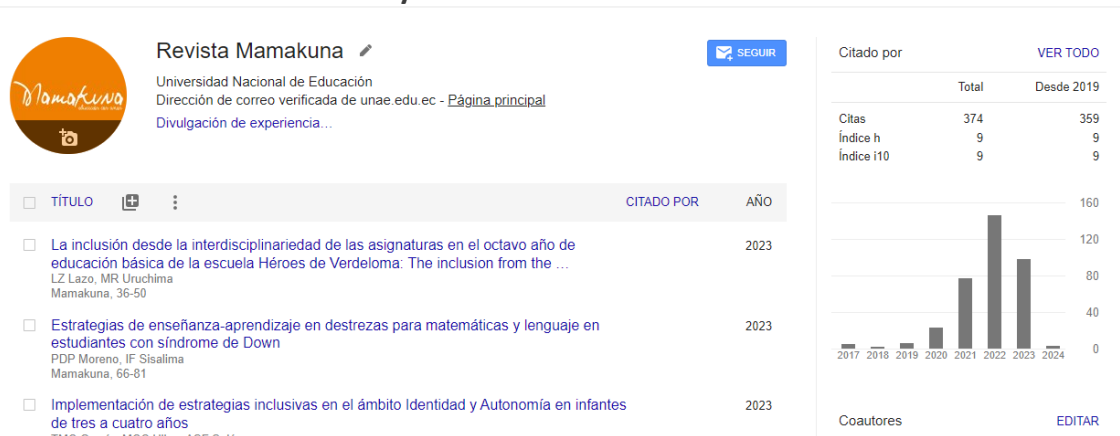 Revista Mamakuna
SEGUIR
Universidad Nacional de Educación
Dirección de correo verificada de unae.edu.ec - Página principal
Divulgación de experiencia…
Mamakuna
TÍTULO CITADO POR AÑO
La inclusión desde la interdisciplinariedad de las asignaturas en el octavo año de 2023
educación básica de la escuela Héroes de Verdeloma: The inclusion from the …
LZ Lazo, MR Uruchima
Mamakuna, 36-50
Estrategias de enseñanza-aprendizaje en destrezas para matemáticas y lenguaje en 2023
estudiantes con síndrome de Down
PDP Moreno, IF Sisalima
Mamakuna, 66-81
Implementación de estrategias inclusivas en el ámbito Identidad y Autonomía en infantes 2023
de tres a cuatro años
Citado por VER TODO
Total Desde 2019
Citas 374 359
Índice h 9 9
Índice i10 9 9
160
120
80
40
0
2017 2018 2019 2020 2021 2022 2023 2024
Coautores EDITAR